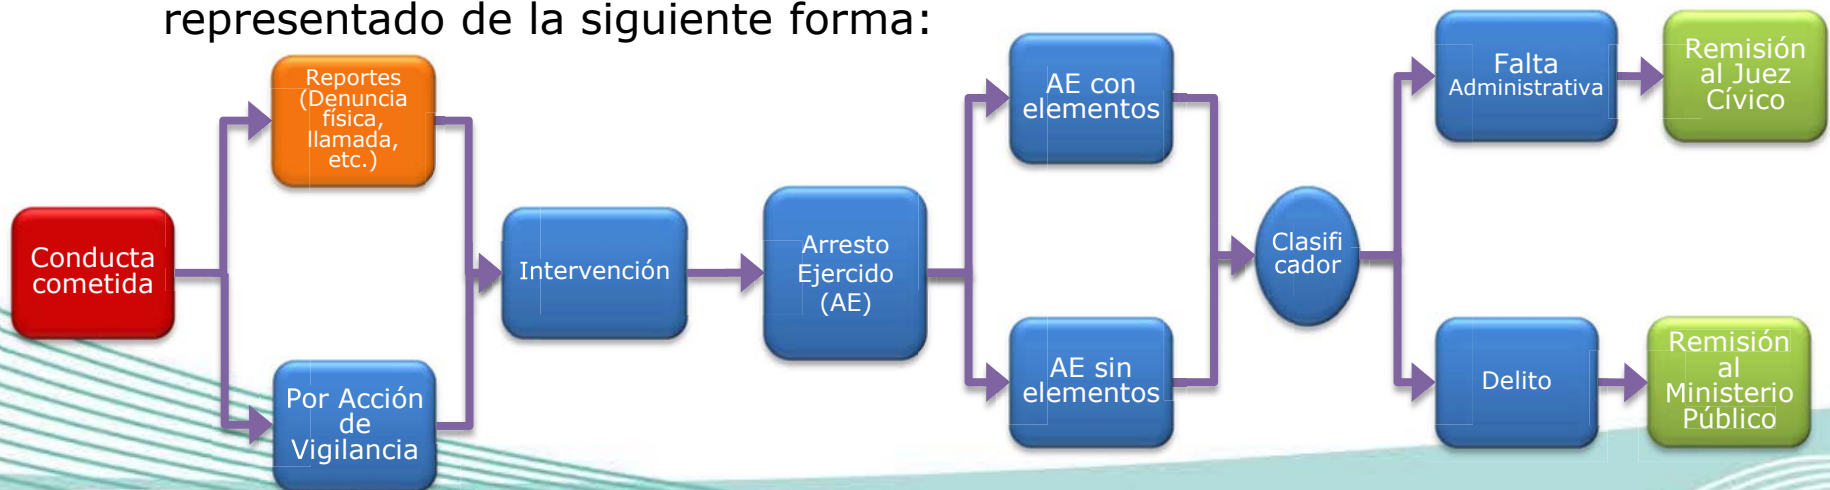 representado de la siguiente forma:
Conducta
cometida
Reportes
(Denuncia
física,
llamada,
etc.)
Por Acción
de
Vigilancia
Intervención
Arresto
Ejercido
(AE)
AE con
elementos
AE sin
elementos
Clasifi
cador
Falta
Administrativa
Remisión
al Juez
Cívico
Delito
Remisión
al
Ministerio
Público